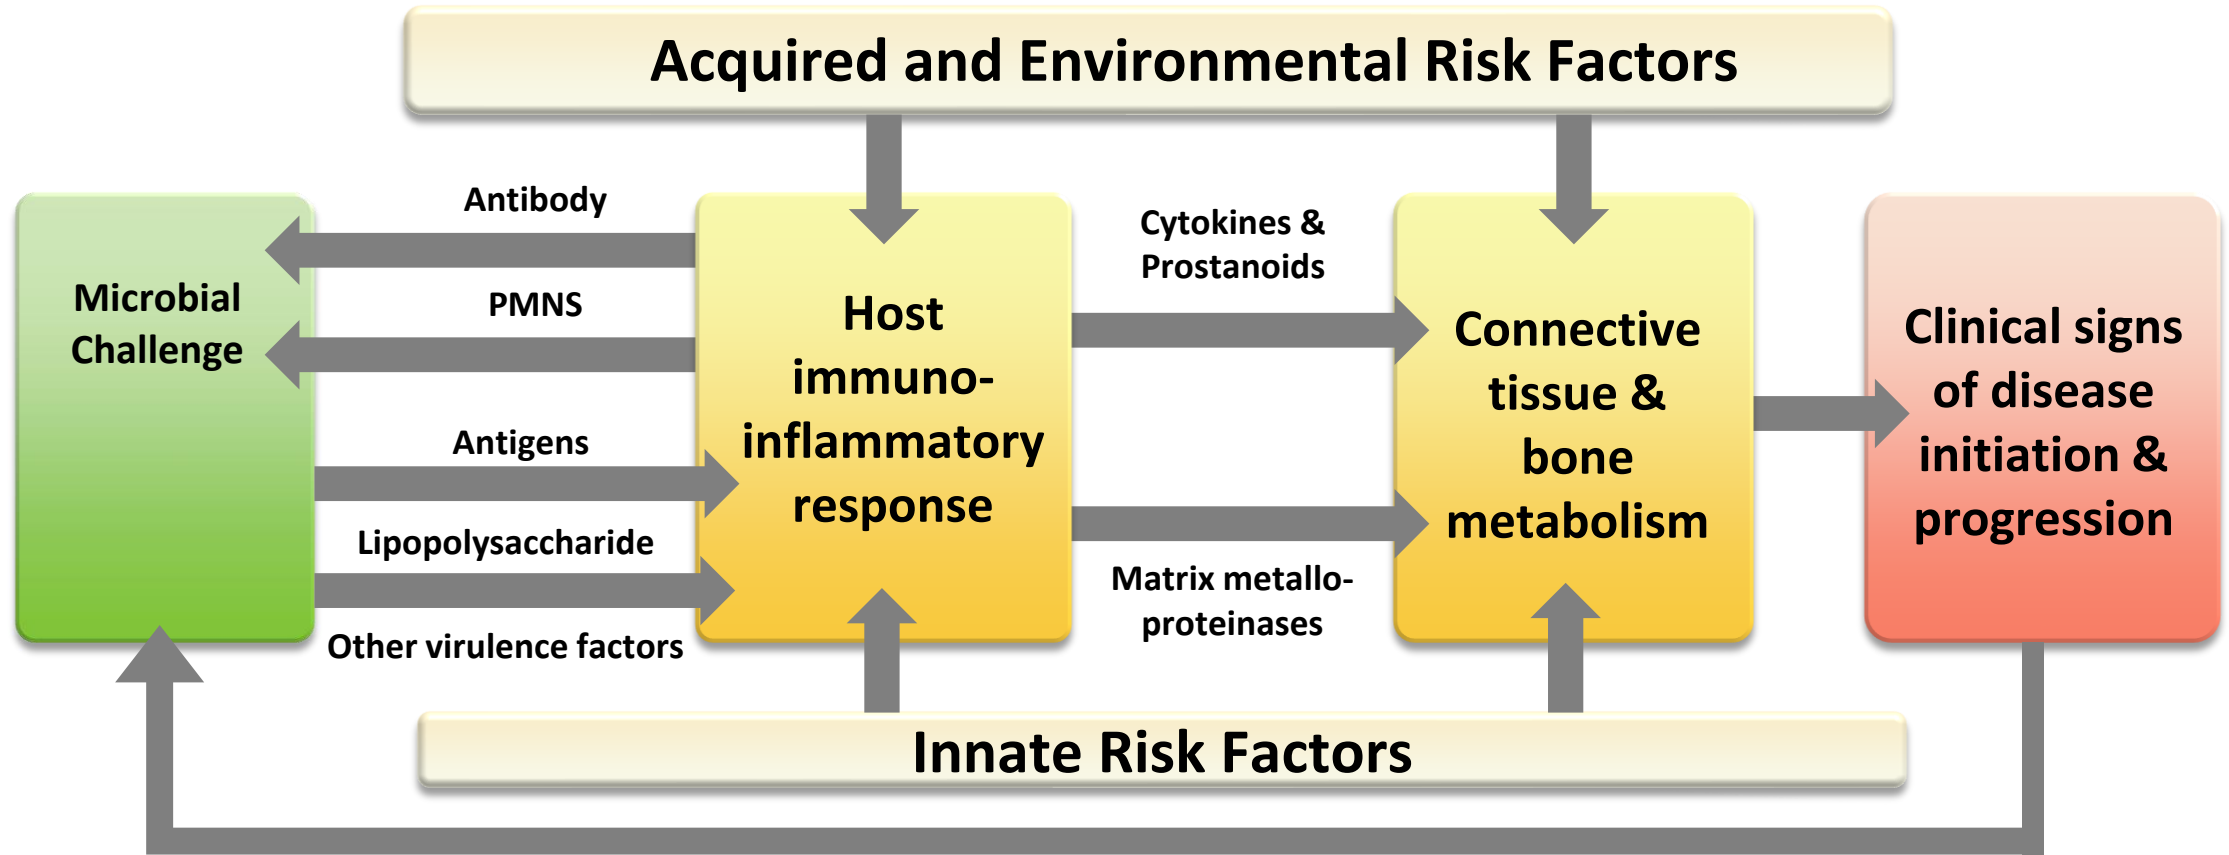 Acquired and Environmental Risk Factors
Microbial
Challenge
Antibody
PMNS
Antigens
Lipopolysaccharide
Other virulence factors
Host
immuno-
inflammatory
response
Cytokines &
Prostanoids
Matrix metallo-
proteinases
Connective
tissue &
bone
metabolism
Clinical signs
of disease
initiation &
progression
Innate Risk Factors